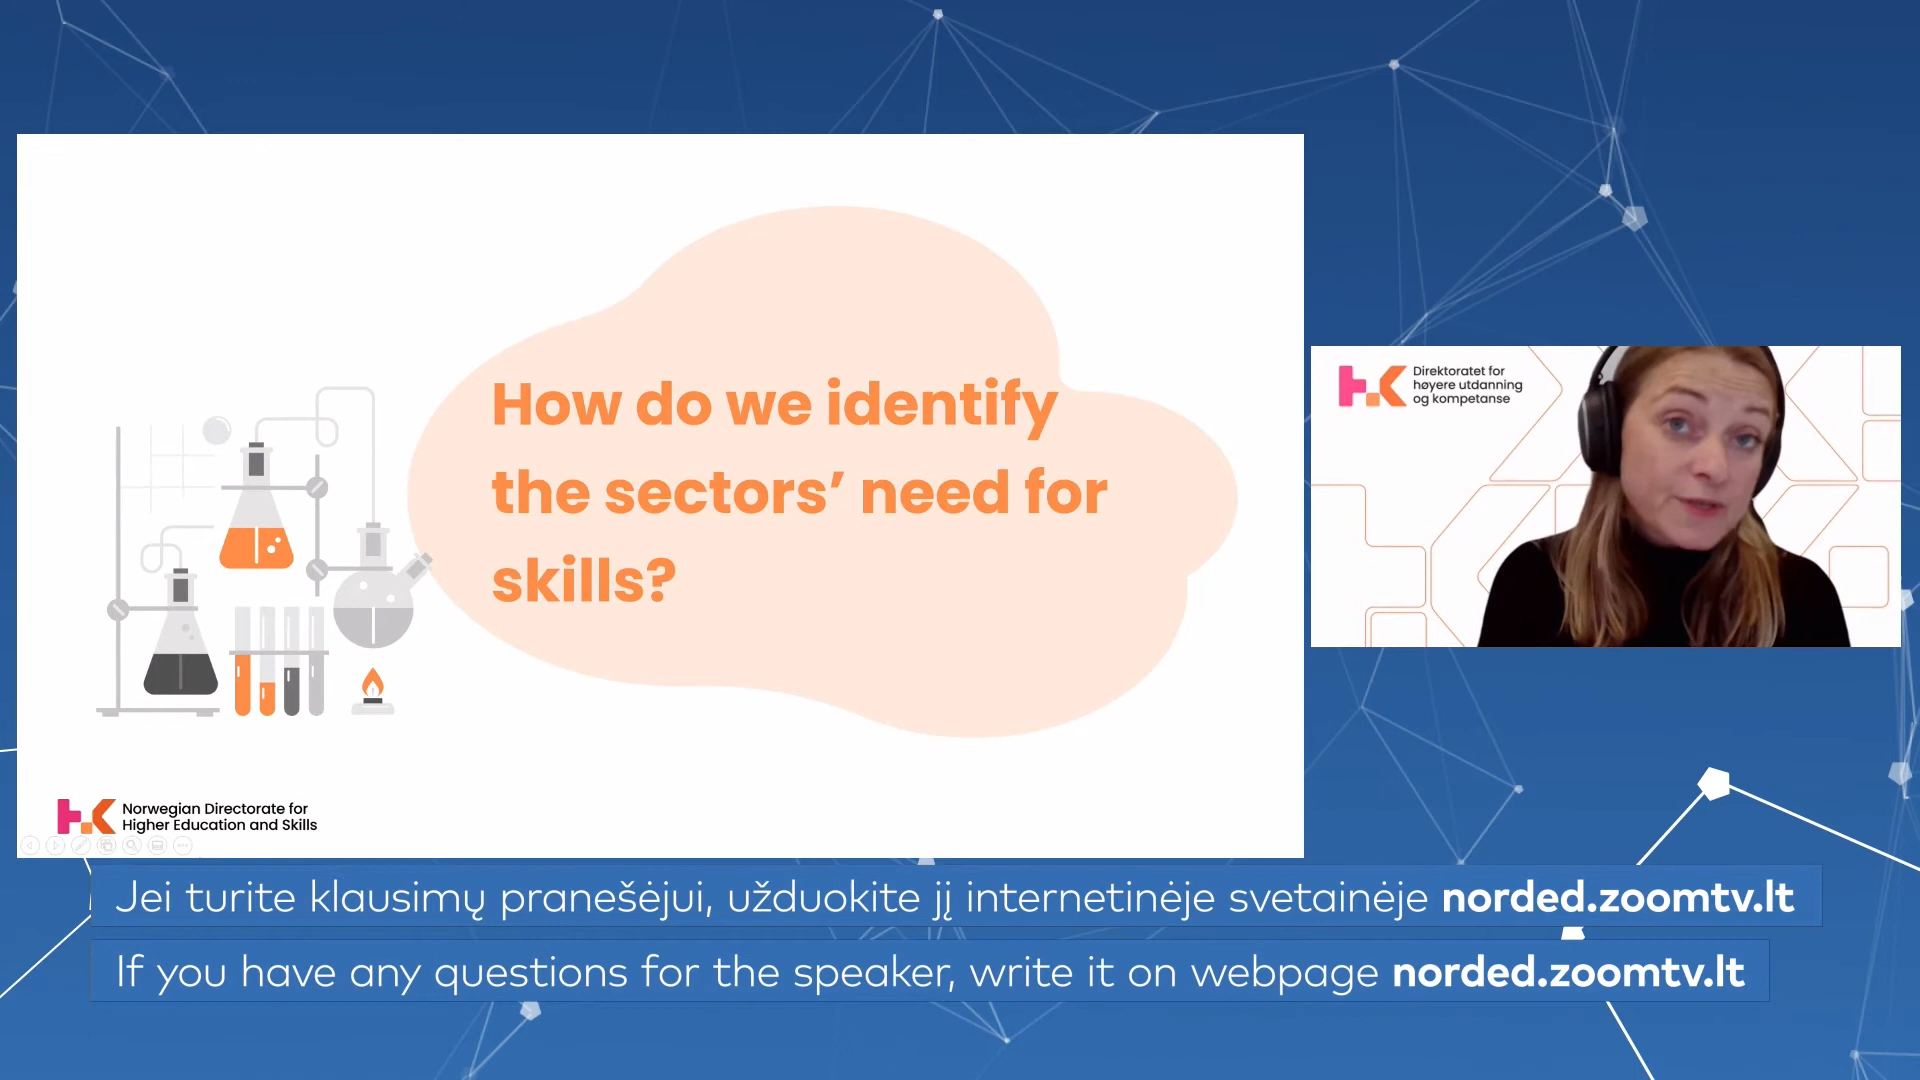 How do we identify
the sectors’ need for
skills?
Norwegian Directorate for
Higher Education and Skills
Direktoratet for
høyere utdanning
og kompetanse
Jei turite klausimų pranešėjui, užduokite jį internetinėje svetainėje norded.zoomtv.lt
If you have any questions for the speaker, write it on webpage norded.zoomtv.lt